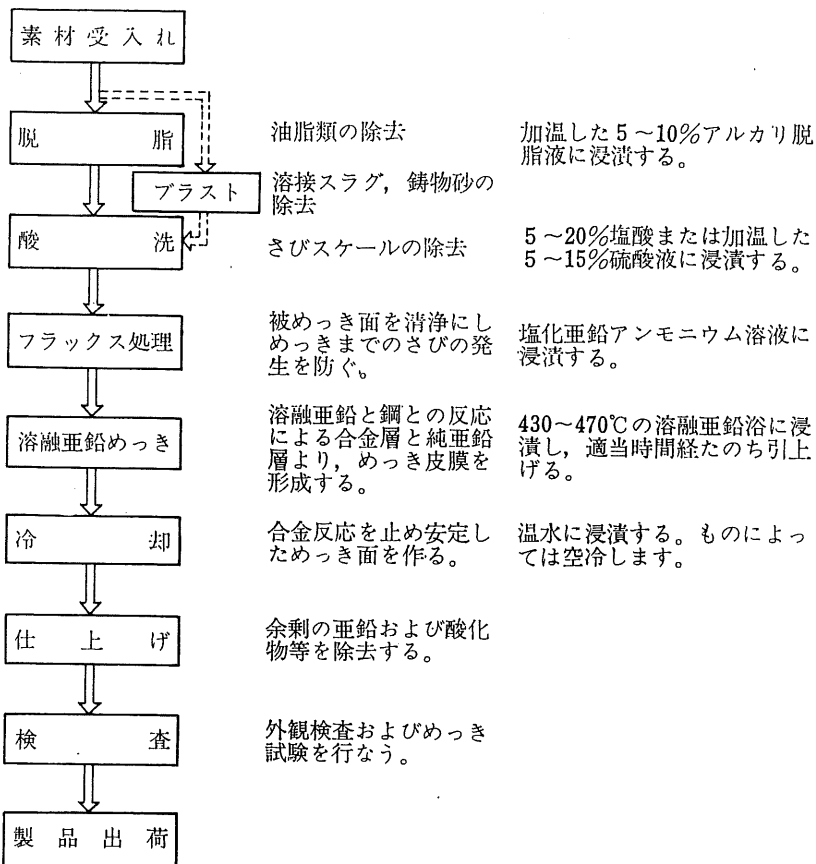 素材受入れ
脱脂
油脂類の除去
加温した5~10%アルカリ脱
脂液に浸漬する。
ブラスト
溶接スラグ,鋳物砂の
除去
酸洗
さびスケールの除去
5~20%塩酸または加温した
5~15%硫酸液に浸漬する。
フラックス処理
被めっき面を清浄にし
めっきまでのさびの発
生を防ぐ。
塩化亜鉛アンモニウム溶液に
浸漬する。
溶融亜鉛めっき
溶融亜鉛と鋼との反応
による合金層と純亜鉛
層より,めっき皮膜を
形成する。
430~470℃の溶融亜鉛浴に浸
漬し,適当時間経たのち引上
げる。
冷却
合金反応を止め安定し
ためっき面を作る。
温水に浸漬する。ものによっ
ては空冷します。
仕上げ
余剰の亜鉛および酸化
物等を除去する。
検査
外観検査およびめっき
試験を行なう。
製品出荷